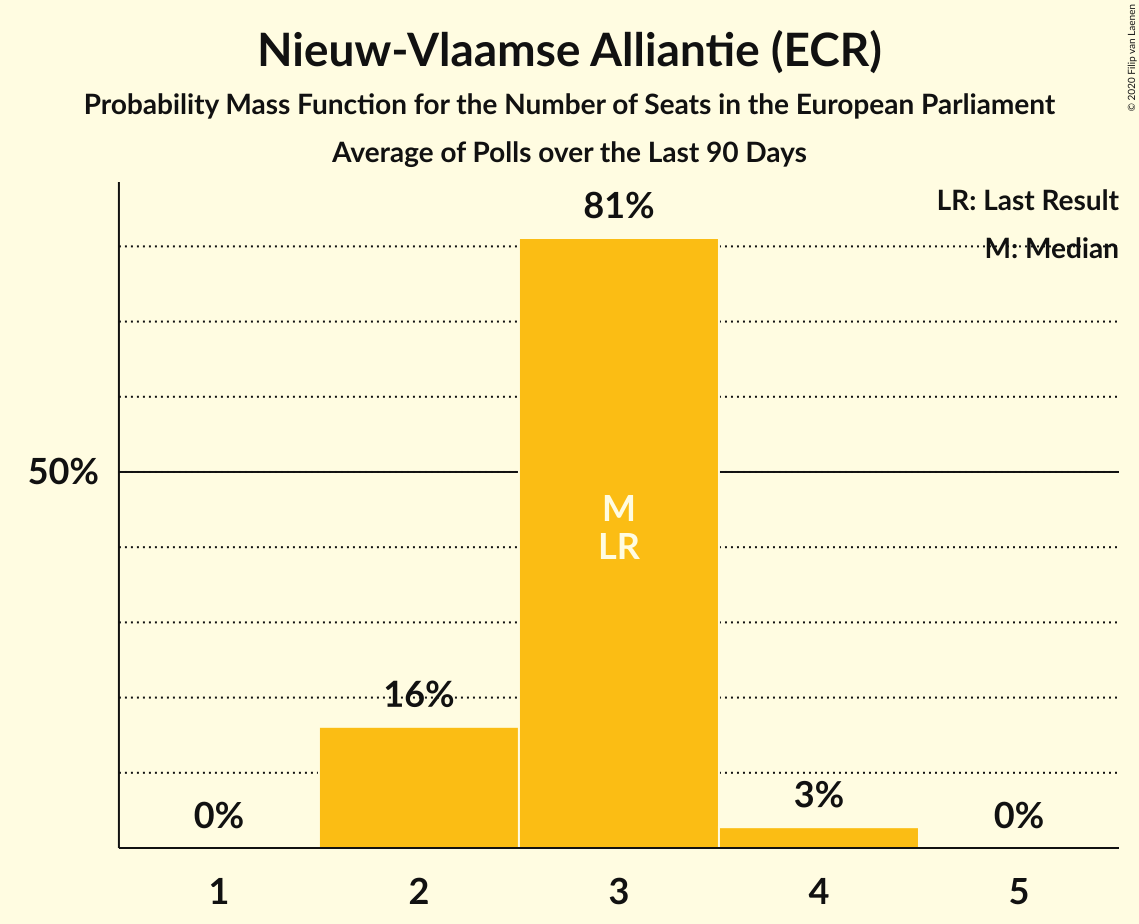 Nieuw-Vlaamse Alliantie (ECR)
Probability Mass Function for the Number of Seats in the European Parliament
Average of Polls over the Last 90 Days
© 2020 Filip van Laenen
LR: Last Result
M: Median
81%
50%
M
LR
16%
0%
3%
0%
1 2 3 4 5